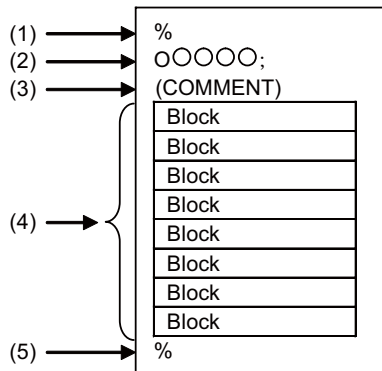 (1) %
(2) O○○○○;
(3) (COMMENT)
Block
Block
Block
Block
(4)
Block
Block
Block
Block
(5) %